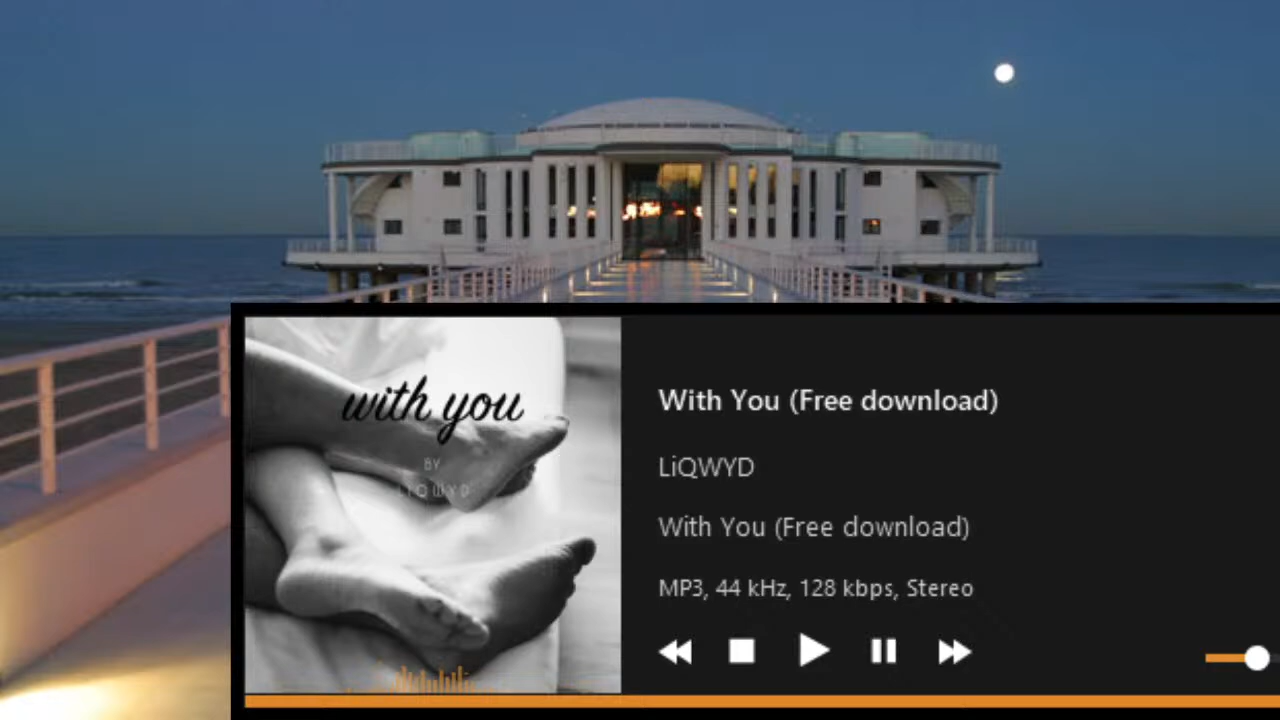 with you
BY
LIQWYD
With You (Free download)
LiQWYD
With You (Free download)
MP3, 44 kHz, 128 kbps, Stereo